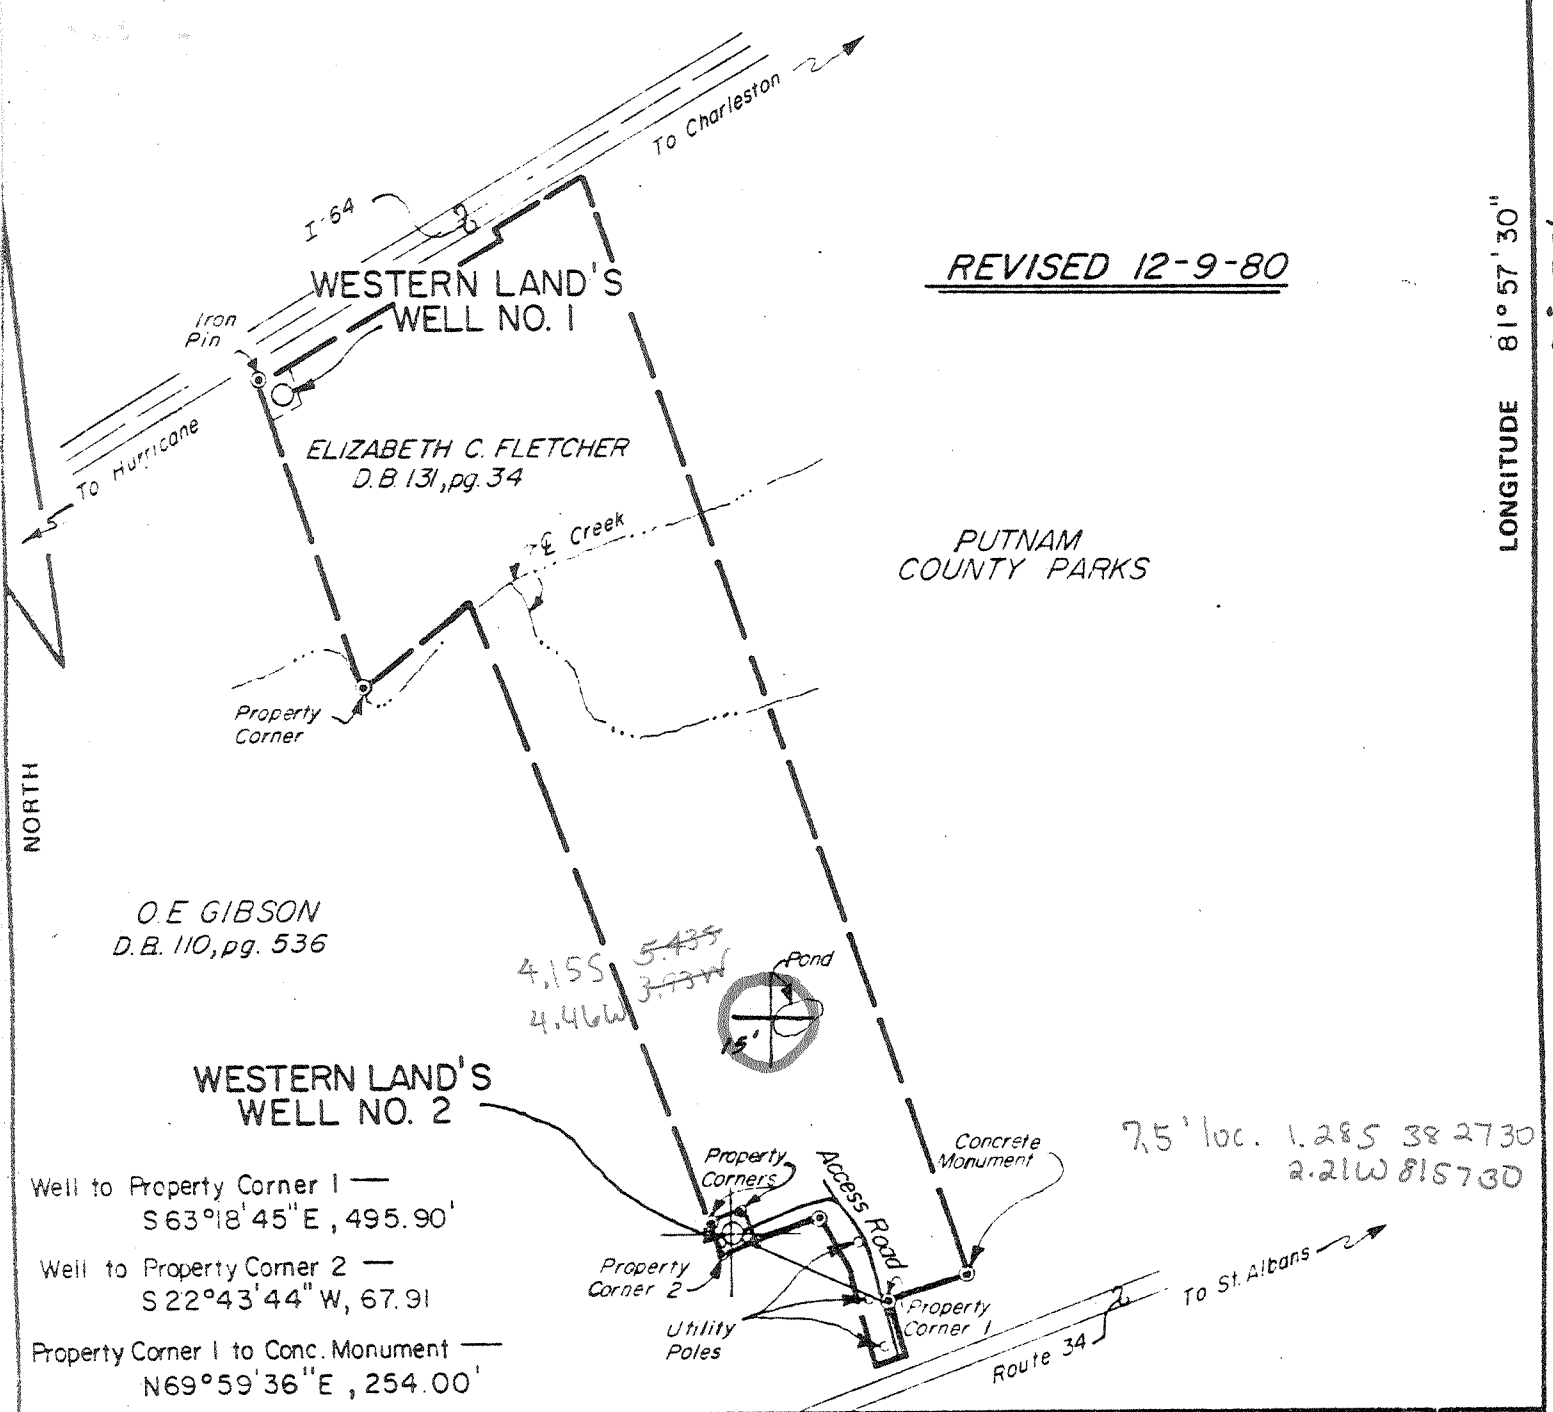 To Charleston
I-64
WESTERN LAND'S
WELL NO. 1
REVISED 12-9-80
LONGITUDE 81°57'30"
Iron
Pin
To Hurricane
ELIZABETH C. FLETCHER
D.B. 131, pg. 34
℄ Creek
PUTNAM
COUNTY PARKS
Property
Corner
NORTH
O.E GIBSON
D.B. 110, pg. 536
4.15S 5.43S
4.46W 3.93W
Pond
15'
WESTERN LAND'S
WELL NO. 2
7,5' loc. 1.28S 38 2730
2.21W 815730
Property
Corners
Access Road
Concrete
Monument
Well to Property Corner 1 —
S63°18'45"E, 495.90'
Well to Property Corner 2 —
S22°43'44"W, 67.91
Property Corner 1 to Conc. Monument —
N69°59'36"E, 254.00'
Property
Corner 2
Utility
Poles
Property
Corner 1
Route 34
To St. Albans